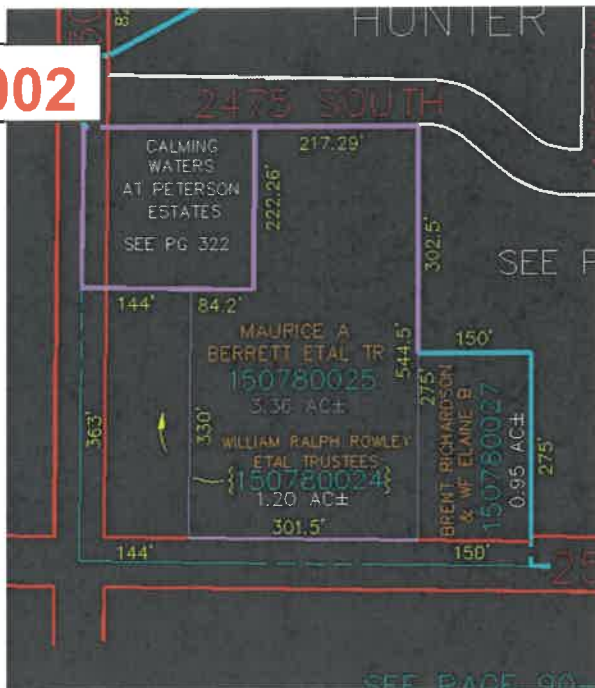 HUNTER
002
2475 SOUTH
CALMING
WATERS
AT PETERSON
ESTATES
SEE PG 322
217.29'
222.26'
302.5'
144'
84.2'
150'
MAURICE A
BERRETT ETAL TR
150780025
3.36 AC±
544.5'
275'
363'
330'
WILLIAM RALPH ROWLEY
ETAL TRUSTEES
150780024
1.20 AC±
BRENT RICHARDSON
& WF ELAINE B
150780027
0.95 AC±
275'
301.5'
144'
150'
25
SEE
SEE PAGE 90-